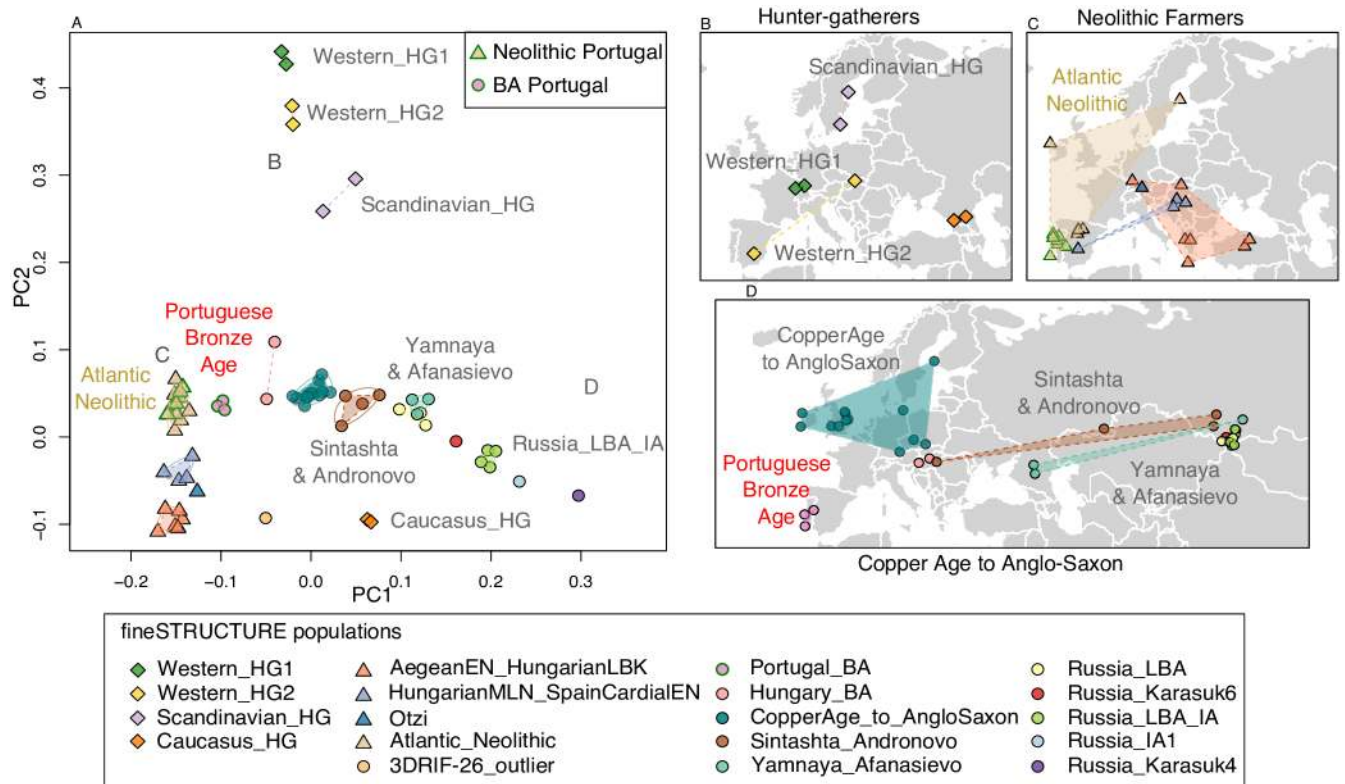 A
0.4
0.3
0.2
0.1
0.0
−0.1
PC2
−0.2
−0.1
0.0
0.1
0.2
0.3
PC1
Western_HG1
Western_HG2
B
Scandinavian_HG
Neolithic Portugal
BA Portugal
Portuguese
Bronze
Age
C
Atlantic
Neolithic
Yamnaya
& Afanasievo
D
Sintashta &
Andronovo
Russia_LBA_IA
Caucasus_HG
B
Hunter-gatherers
Scandinavian_HG
Western_HG1
Western_HG2
C
Neolithic Farmers
Atlantic
Neolithic
D
CopperAge
to AngloSaxon
Sintashta
& Andronovo
Portuguese
Bronze
Age
Yamnaya
& Afanasievo
Copper Age to Anglo-Saxon
fineSTRUCTURE populations
Western_HG1
Western_HG2
Scandinavian_HG
Caucasus_HG
AegeanEN_HungarianLBK
HungarianMLN_SpainCardialEN
Otzi
Atlantic_Neolithic
3DRIF-26_outlier
Portugal_BA
Hungary_BA
CopperAge_to_AngloSaxon
Sintashta_Andronovo
Yamnaya_Afanasievo
Russia_LBA
Russia_Karasuk6
Russia_LBA_IA
Russia_IA1
Russia_Karasuk4